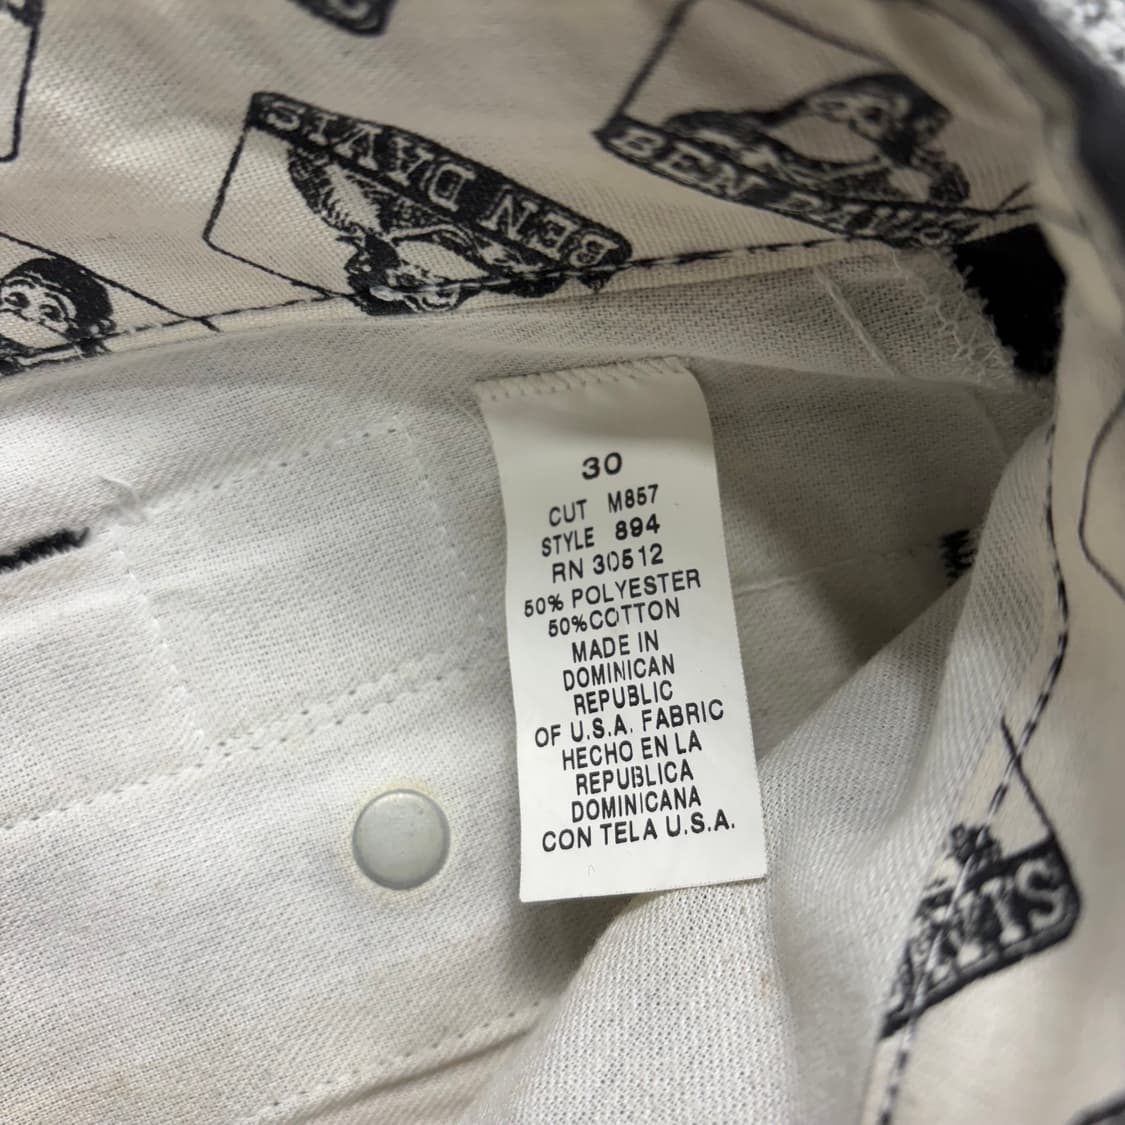 BEN DAVIS
BEN DAVIS
30
CUT M857
STYLE 894
RN 30512
50% POLYESTER
50%COTTON
MADE IN
DOMINICAN
REPUBLIC
OF U.S.A. FABRIC
HECHO EN LA
REPUBLICA
DOMINICANA
CON TELA U.S.A.
AVIS